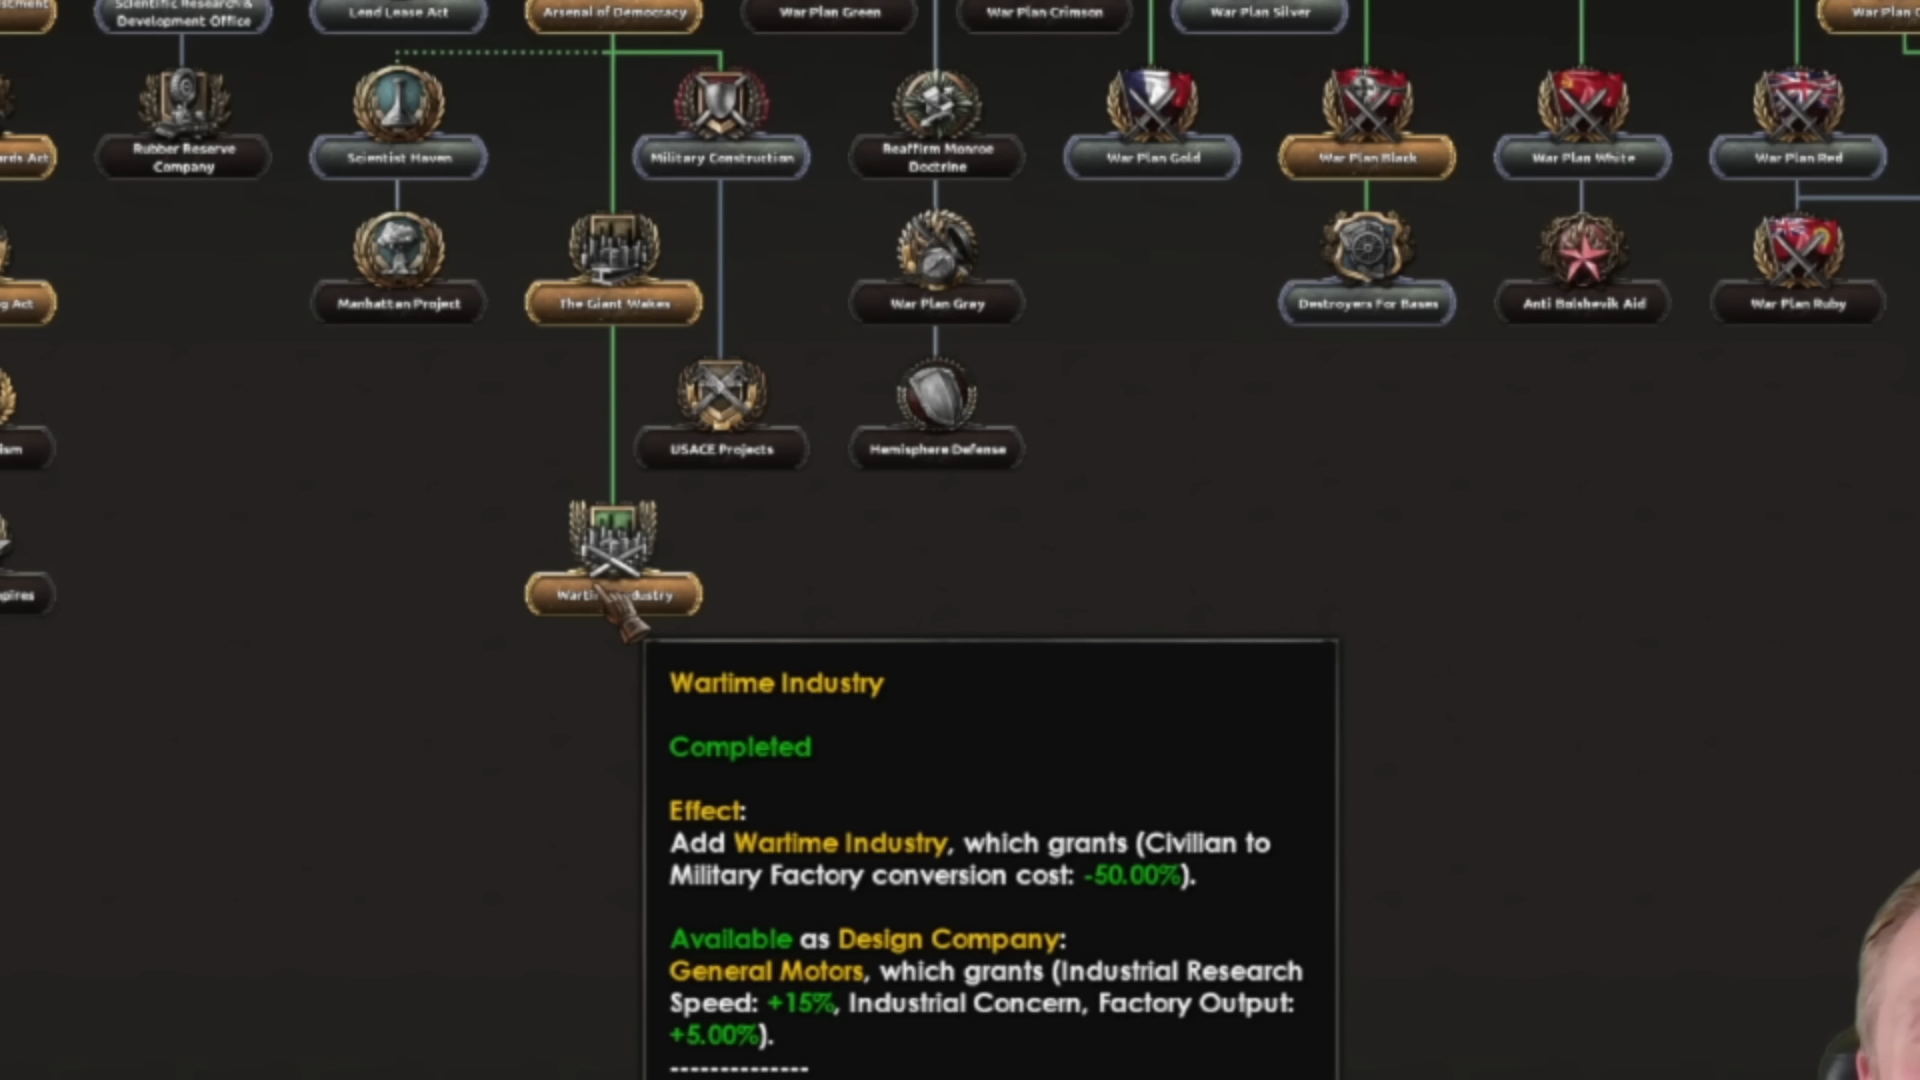 Scientific Research &
Development Office
Lend Lease Act
Arsenal of Democracy
War Plan Green
War Plan Crimson
War Plan Silver
War Plan
Rubber Reserve
Company
Scientist Haven
Military Construction
Reaffirm Monroe
Doctrine
War Plan Gold
War Plan Black
War Plan White
War Plan Red
Act
Manhattan Project
The Giant Wakes
War Plan Gray
Destroyers For Bases
Anti Bolshevik Aid
War Plan Ruby
USACE Projects
Hemisphere Defense
Wartime Industry
Wartime Industry
Completed
Effect:
Add Wartime Industry, which grants (Civilian to
Military Factory conversion cost: -50.00%).
Available as Design Company:
General Motors, which grants (Industrial Research
Speed: +15%, Industrial Concern, Factory Output:
+5.00%).
--------------